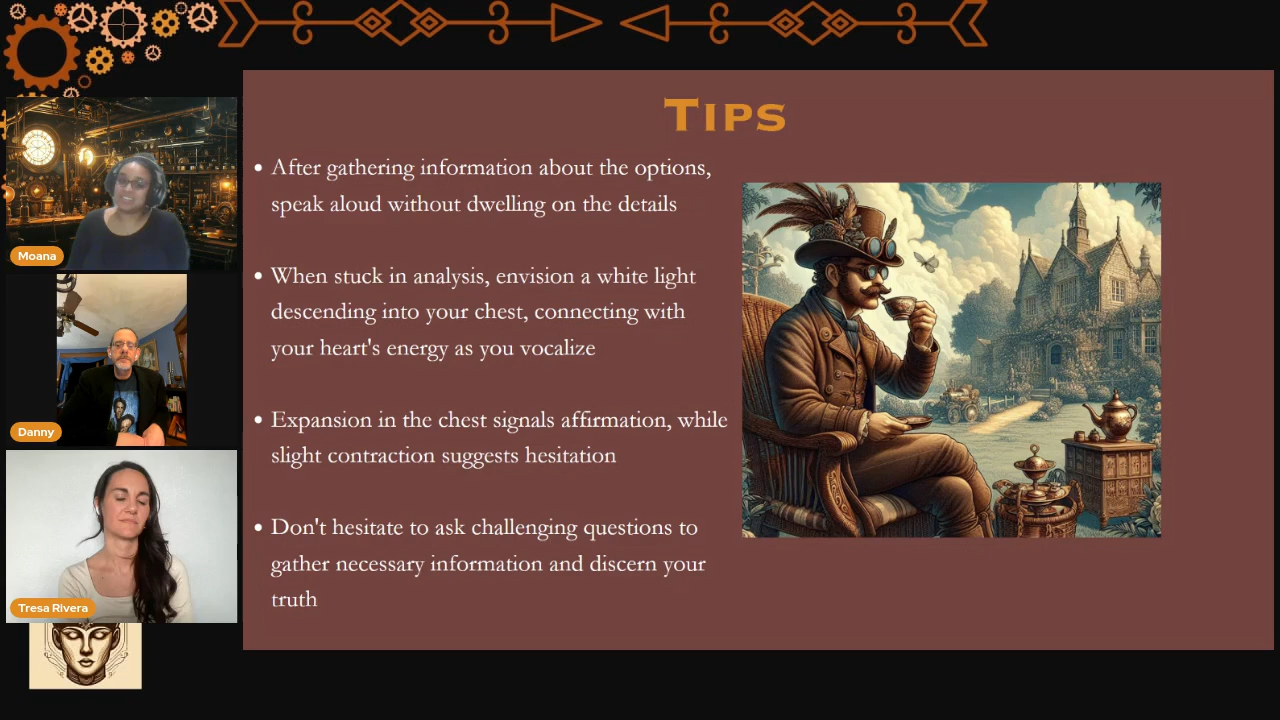 Tips
• After gathering information about the options,
speak aloud without dwelling on the details
• When stuck in analysis, envision a white light
descending into your chest, connecting with
your heart's energy as you vocalize
• Expansion in the chest signals affirmation, while
slight contraction suggests hesitation
• Don't hesitate to ask challenging questions to
gather necessary information and discern your
truth
Moana
Danny
Tresa Rivera